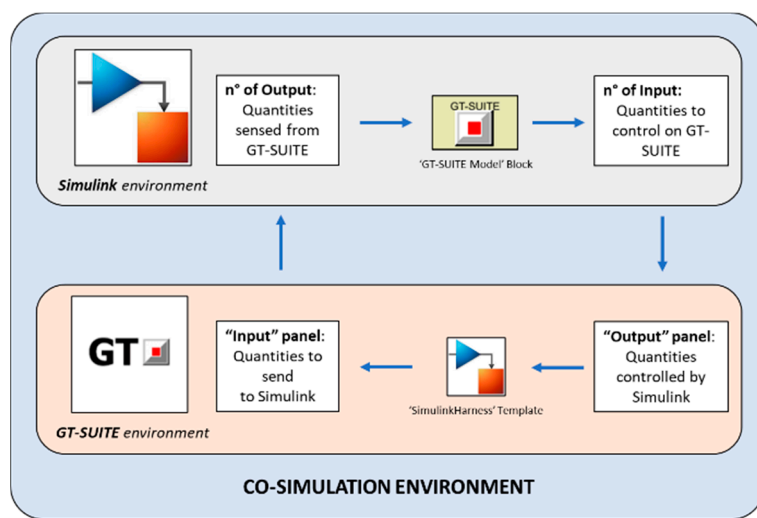 n° of Output:
Quantities
sensed from
GT-SUITE
GT-SUITE
'GT-SUITE Model' Block
n° of Input:
Quantities to
control on GT-
SUITE
Simulink environment
GT
"Input" panel:
Quantities to
send
to Simulink
'SimulinkHarness' Template
"Output" panel:
Quantities
controlled by
Simulink
GT-SUITE environment
CO-SIMULATION ENVIRONMENT